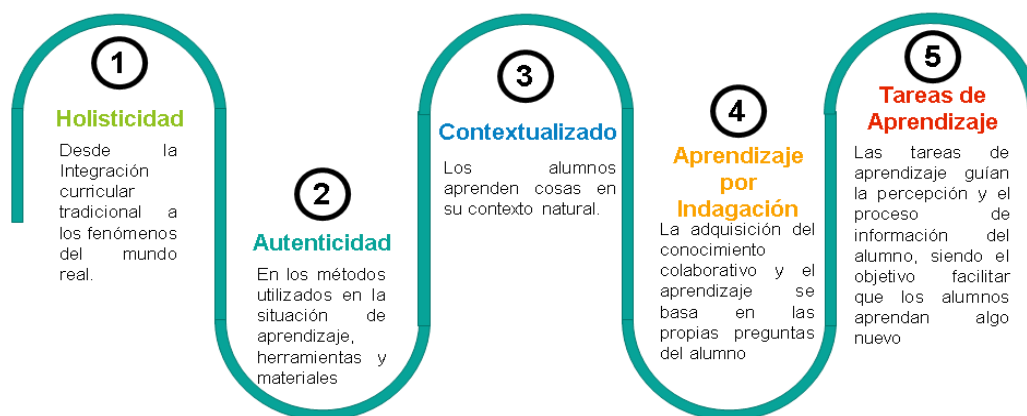 1
Holisticidad
Desde la
Integración
curricular
tradicional a
los fenómenos
del mundo
real.
2
Autenticidad
En los métodos
utilizados en la
situación de
aprendizaje,
herramientas y
materiales
3
Contextualizado
Los alumnos
aprenden cosas en
su contexto natural.
4
Aprendizaje
por
Indagación
La adquisición del
conocimiento
colaborativo y el
aprendizaje se
basa en las
propias preguntas
del alumno
5
Tareas de
Aprendizaje
Las tareas de
aprendizaje guían
la percepción y el
proceso de
información del
alumno, siendo el
objetivo facilitar
que los alumnos
aprendan algo
nuevo